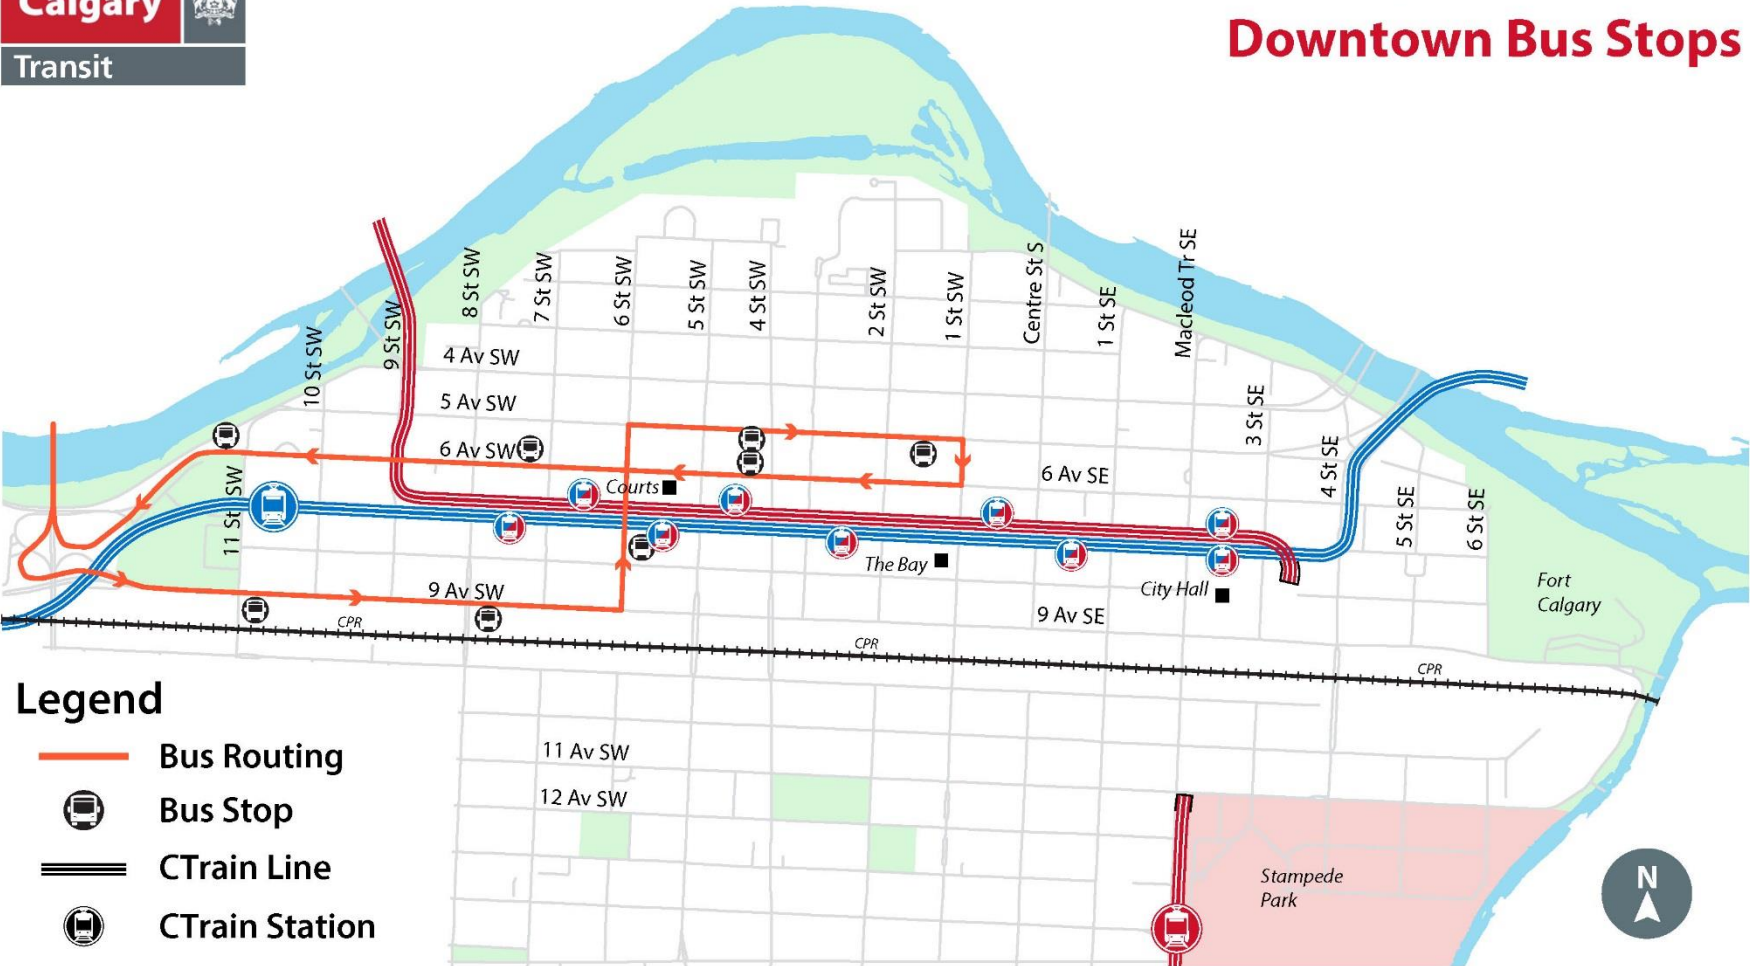 Calgary
Transit
Downtown Bus Stops
10 St SW
9 St SW
8 St SW
7 St SW
6 St SW
5 St SW
4 St SW
2 St SW
1 St SW
Centre St S
1 St SE
Macleod Tr SE
3 St SE
4 St SE
5 St SE
6 St SE
11 St SW
4 Av SW
5 Av SW
6 Av SW
6 Av SE
Courts
The Bay
City Hall
9 Av SW
9 Av SE
Fort
Calgary
CPR
CPR
CPR
11 Av SW
12 Av SW
Stampede
Park
Legend
Bus Routing
Bus Stop
CTrain Line
CTrain Station
N